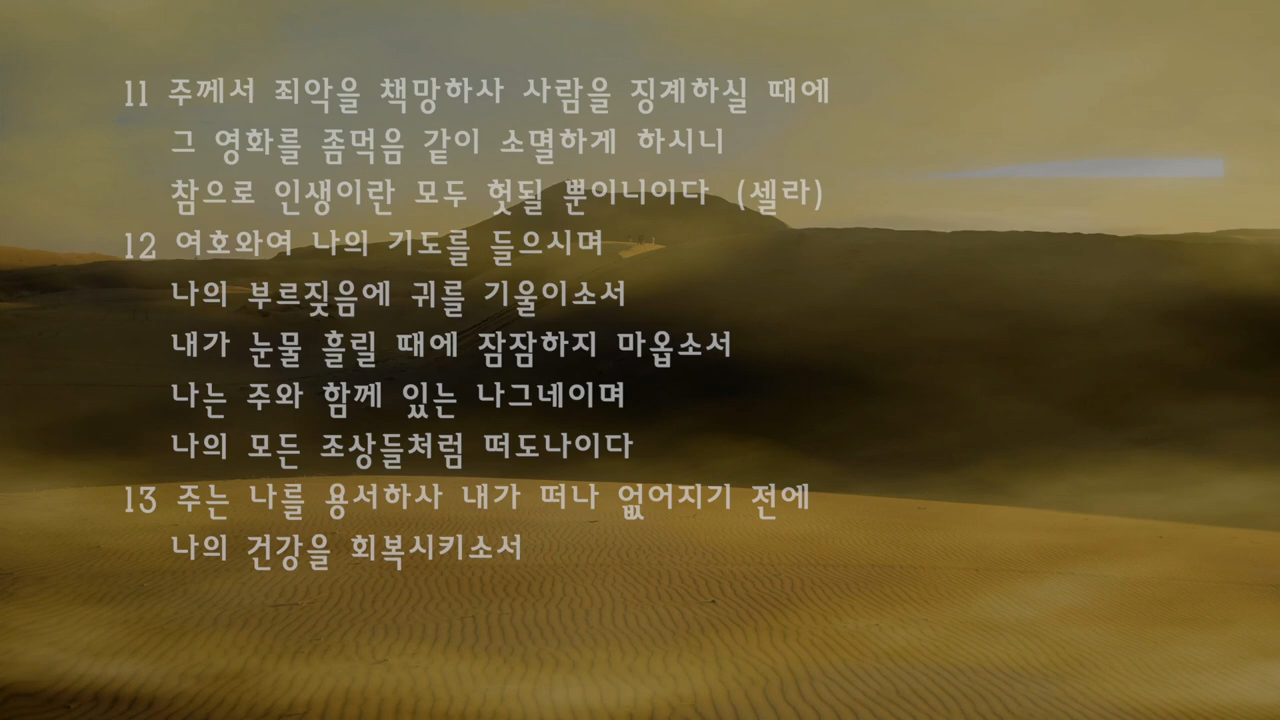 11 주께서 죄악을 책망하사 사람을 징계하실 때에
그 영화를 좀먹음 같이 소멸하게 하시니
참으로 인생이란 모두 헛될 뿐이니이다 (셀라)
12 여호와여 나의 기도를 들으시며
나의 부르짖음에 귀를 기울이소서
내가 눈물 흘릴 때에 잠잠하지 마옵소서
나는 주와 함께 있는 나그네이며
나의 모든 조상들처럼 떠도나이다
13 주는 나를 용서하사 내가 떠나 없어지기 전에
나의 건강을 회복시키소서